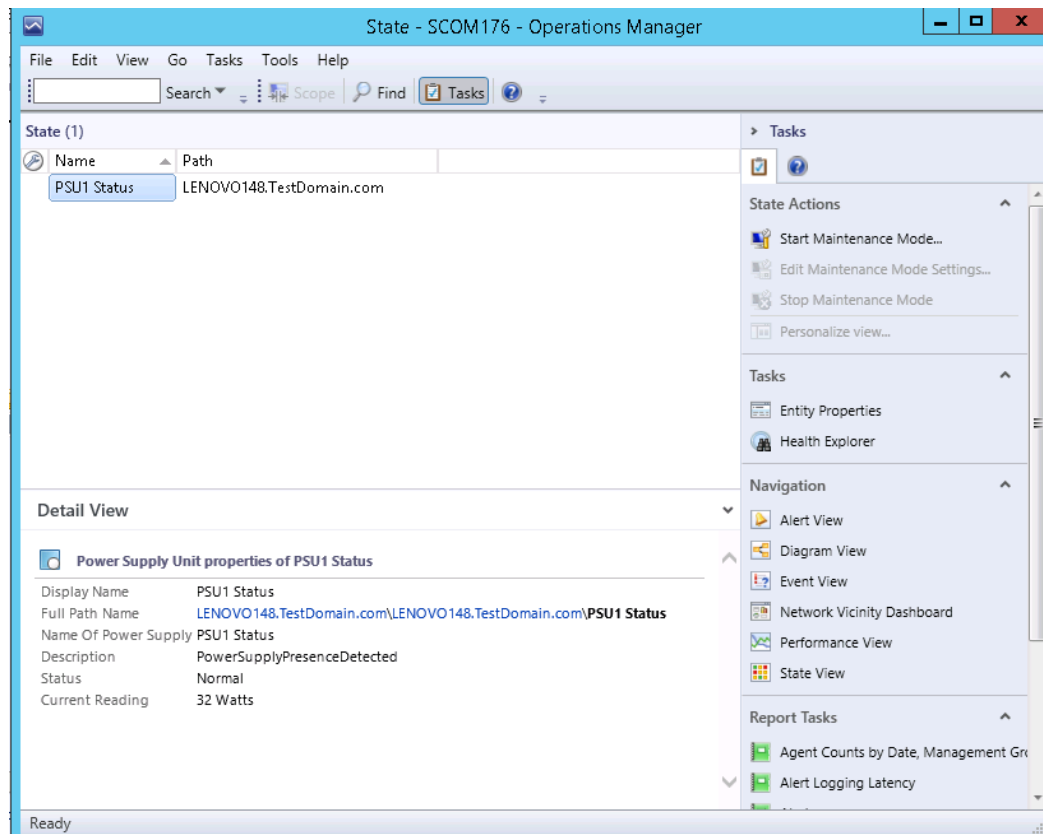 State - SCOM176 - Operations Manager
File Edit View Go Tasks Tools Help
Search Scope Find Tasks
State (1)
Name Path
PSU1 Status LENOVO148.TestDomain.com
Detail View
Power Supply Unit properties of PSU1 Status
Display Name PSU1 Status
Full Path Name LENOVO148.TestDomain.com\LENOVO148.TestDomain.com\PSU1 Status
Name Of Power Supply PSU1 Status
Description PowerSupplyPresenceDetected
Status Normal
Current Reading 32 Watts
Tasks
State Actions
Start Maintenance Mode...
Edit Maintenance Mode Settings...
Stop Maintenance Mode
Personalize view...
Tasks
Entity Properties
Health Explorer
Navigation
Alert View
Diagram View
Event View
Network Vicinity Dashboard
Performance View
State View
Report Tasks
Agent Counts by Date, Management Gr
Alert Logging Latency
Ready